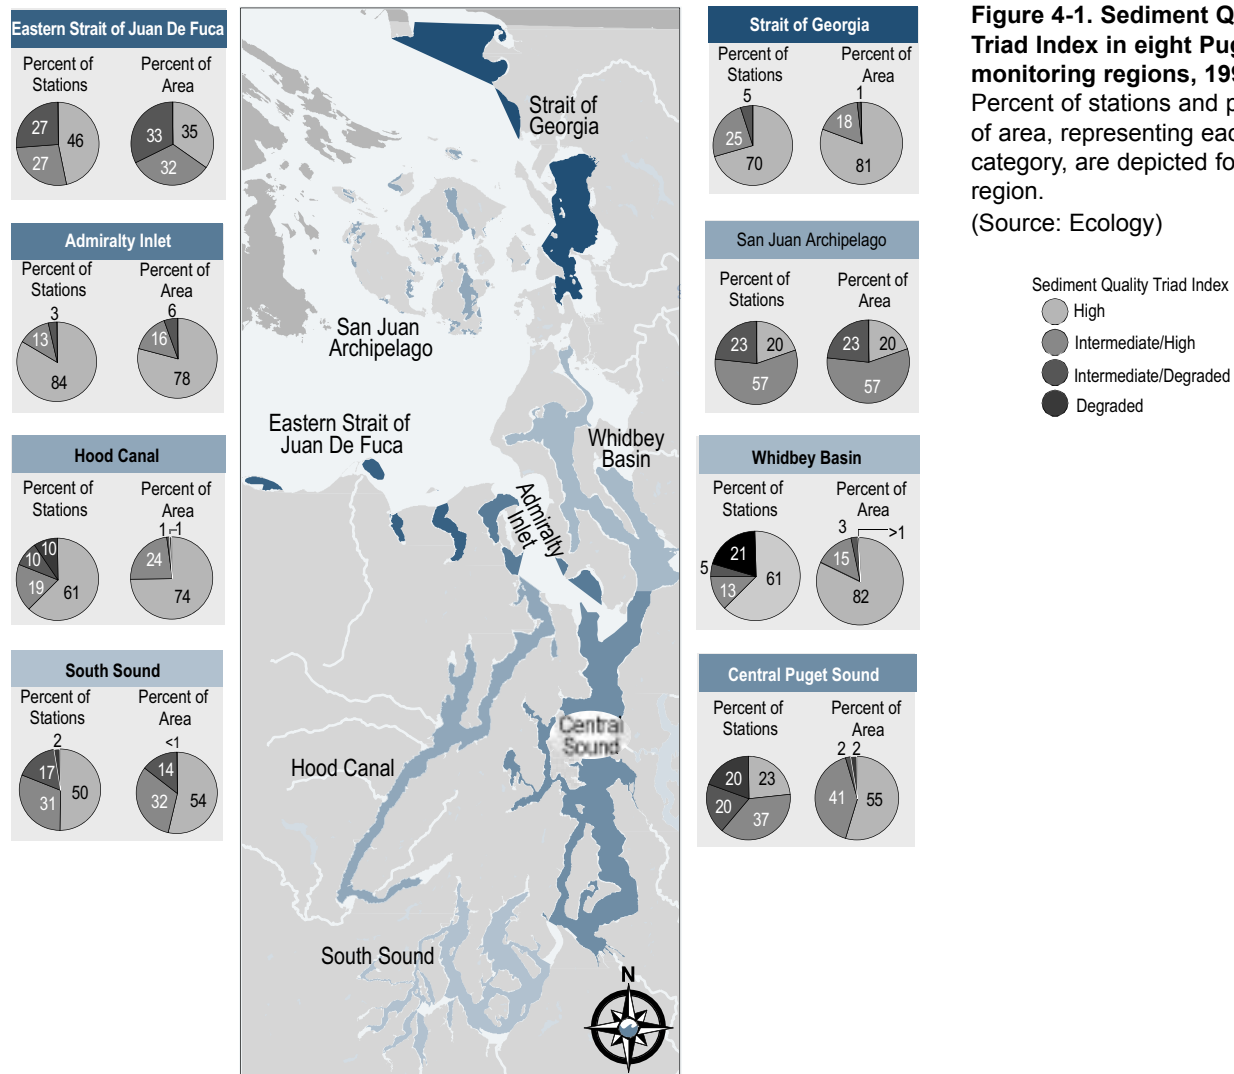 Eastern Strait of Juan De Fuca
Percent of Stations
46
27
27
Percent of Area
35
32
33
Admiralty Inlet
Percent of Stations
3
13
84
Percent of Area
6
16
78
Hood Canal
Percent of Stations
10
10
19
61
Percent of Area
1
1
24
74
South Sound
Percent of Stations
2
17
31
50
Percent of Area
<1
14
32
54
Strait of
Georgia
San Juan
Archipelago
Eastern Strait of
Juan De Fuca
Whidbey
Basin
Admiralty
Inlet
Central
Sound
Hood Canal
South Sound
N
Strait of Georgia
Percent of Stations
5
25
70
Percent of Area
1
18
81
San Juan Archipelago
Percent of Stations
23
20
57
Percent of Area
23
20
57
Whidbey Basin
Percent of Stations
21
5
13
61
Percent of Area
3
>1
15
82
Central Puget Sound
Percent of Stations
20
23
20
37
Percent of Area
2
2
41
55
Figure 4-1. Sediment Q
Triad Index in eight Pug
monitoring regions, 199
Percent of stations and p
of area, representing eac
category, are depicted fo
region.
(Source: Ecology)
Sediment Quality Triad Index
High
Intermediate/High
Intermediate/Degraded
Degraded